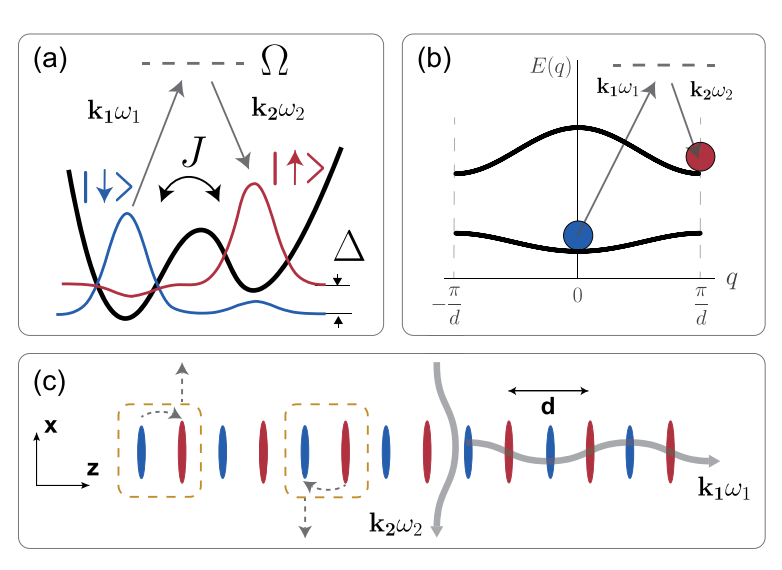 (a)
Ω
k₁ω₁
k₂ω₂
J
|↓⟩
|↑⟩
Δ
(b)
E(q)
k₁ω₁
k₂ω₂
q
−π/d
0
π/d
(c)
x
z
d
k₂ω₂
k₁ω₁